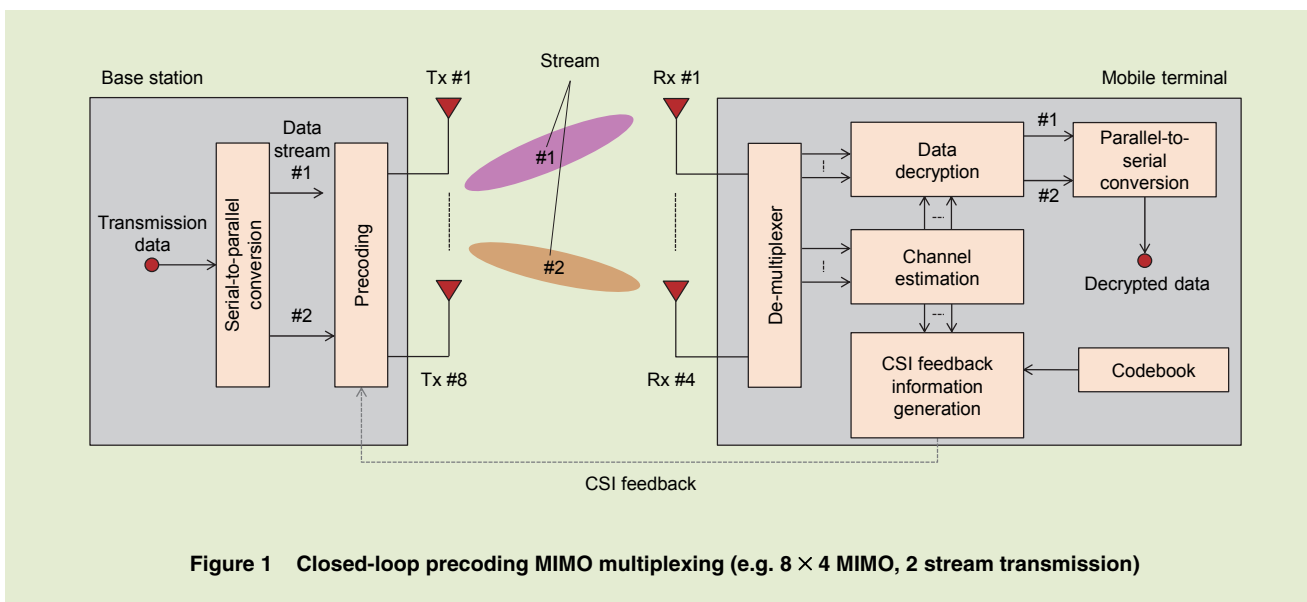 Base station
Tx #1
Stream
Rx #1
Mobile terminal
Data
stream
#1
#1
#1
Data
decryption
Parallel-to-
serial
conversion
#2
Transmission
data
Serial-to-parallel
conversion
Precoding
#2
#2
De-multiplexer
Channel
estimation
Decrypted data
Tx #8
Rx #4
CSI feedback
information
generation
Codebook
CSI feedback
Figure 1 Closed-loop precoding MIMO multiplexing (e.g. 8 × 4 MIMO, 2 stream transmission)